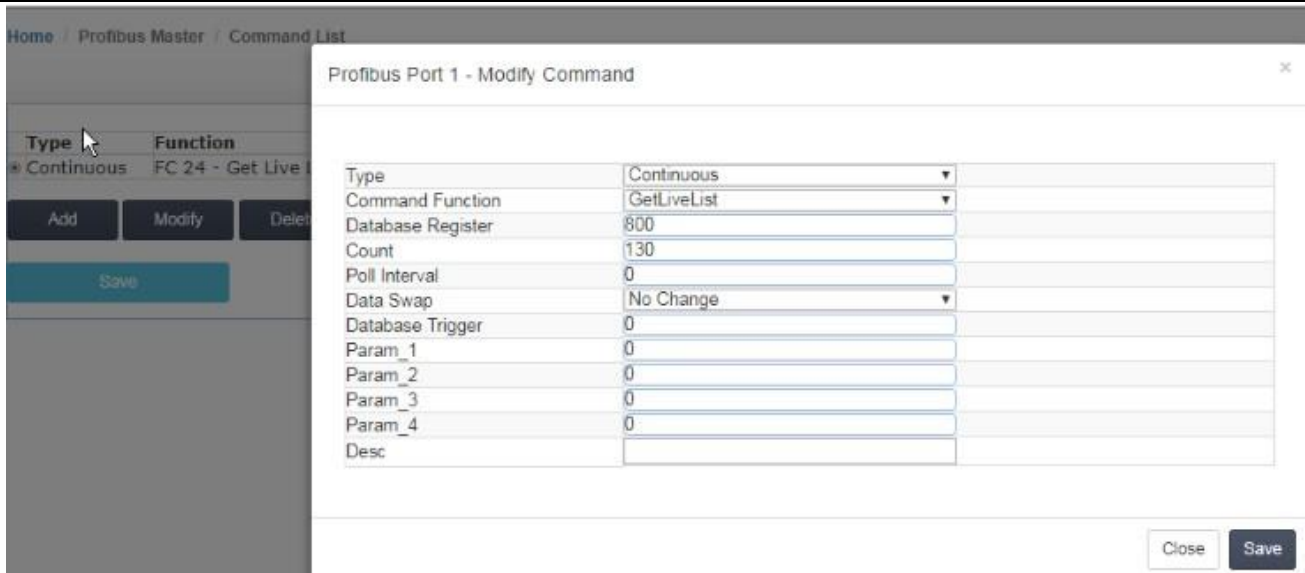 Home / Profibus Master / Command List
Type Function
Continuous FC 24 - Get Live
Add Modify
Save
Profibus Port 1 - Modify Command ×
Type Continuous
Command Function GetLiveList
Database Register 800
Count 130
Poll Interval 0
Data Swap No Change
Database Trigger 0
Param_1 0
Param_2 0
Param_3 0
Param_4 0
Desc
Close Save